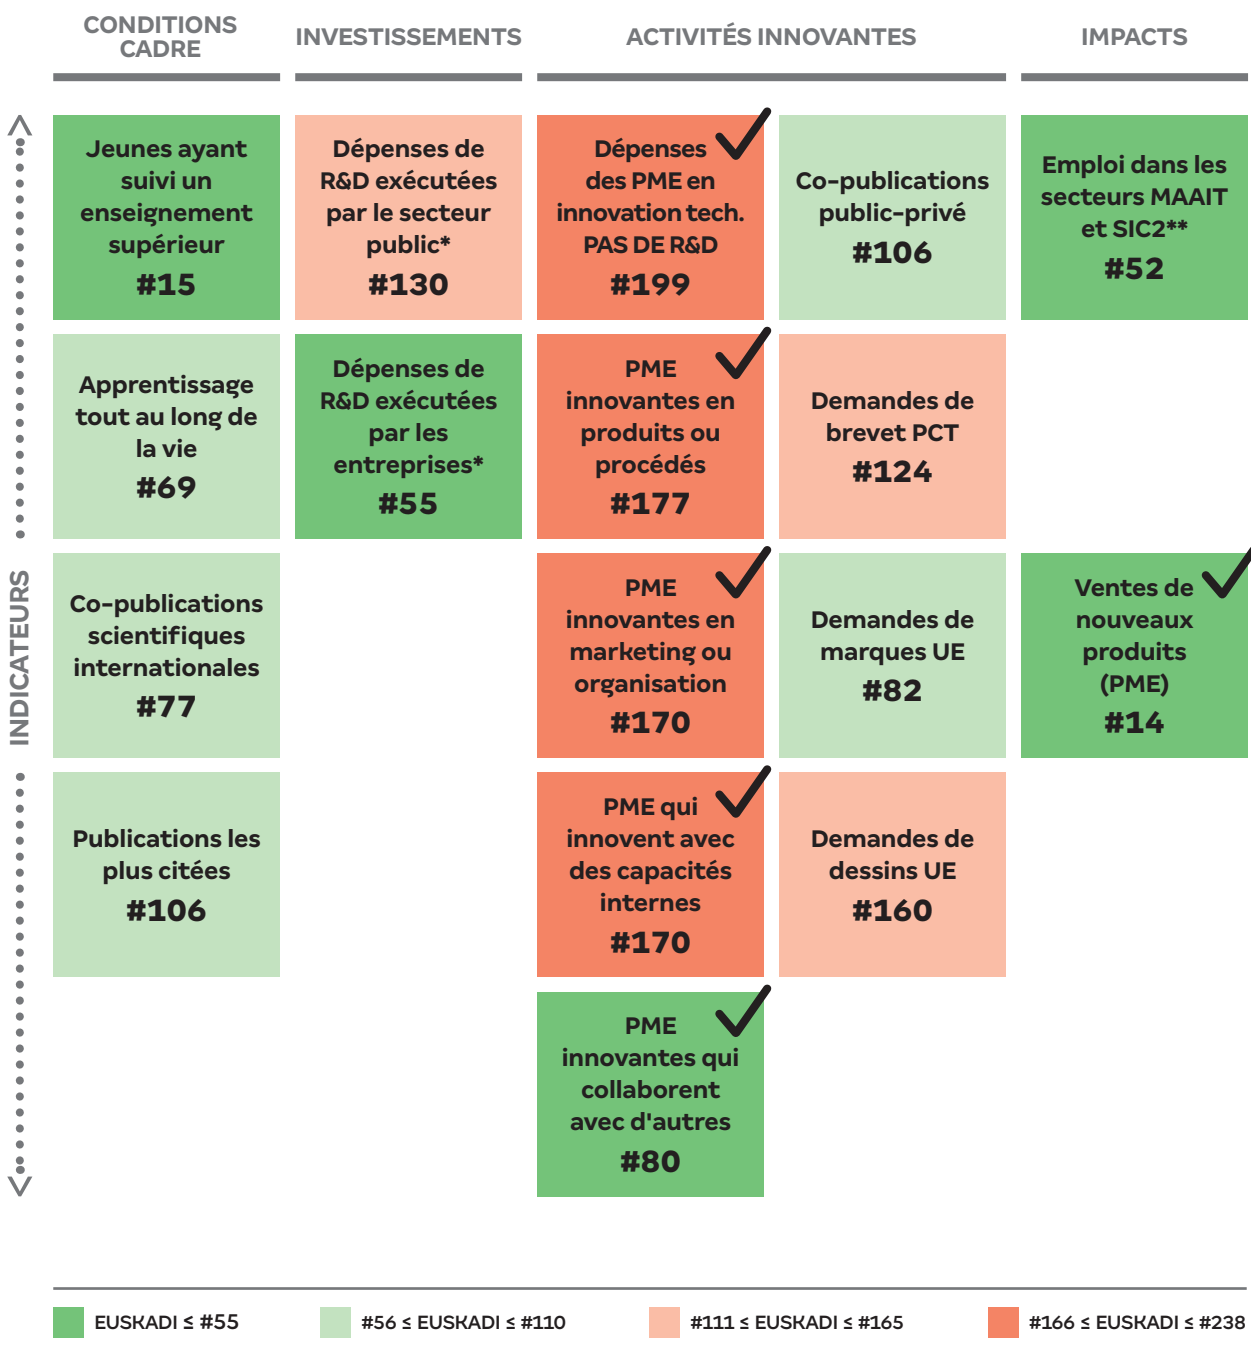 CONDITIONS
CADRE
INVESTISSEMENTS
ACTIVITÉS INNOVANTES
IMPACTS
INDICATEURS
Jeunes ayant
suivi un
enseignement
supérieur
#15
Dépenses de
R&D exécutées
par le secteur
public*
#130
Dépenses
des PME en
innovation tech.
PAS DE R&D
#199
Co-publications
public-privé
#106
Emploi dans les
secteurs MAAIT
et SIC2**
#52
Apprentissage
tout au long de
la vie
#69
Dépenses de
R&D exécutées
par les
entreprises*
#55
PME
innovantes en
produits ou
procédés
#177
Demandes de
brevet PCT
#124
Co-publications
scientifiques
internationales
#77
PME
innovantes en
marketing ou
organisation
#170
Demandes de
marques UE
#82
Ventes de
nouveaux
produits
(PME)
#14
Publications les
plus citées
#106
PME qui
innovent avec
des capacités
internes
#170
Demandes de
dessins UE
#160
PME
innovantes qui
collaborent
avec d'autres
#80
EUSKADI ≤ #55
#56 ≤ EUSKADI ≤ #110
#111 ≤ EUSKADI ≤ #165
#166 ≤ EUSKADI ≤ #238